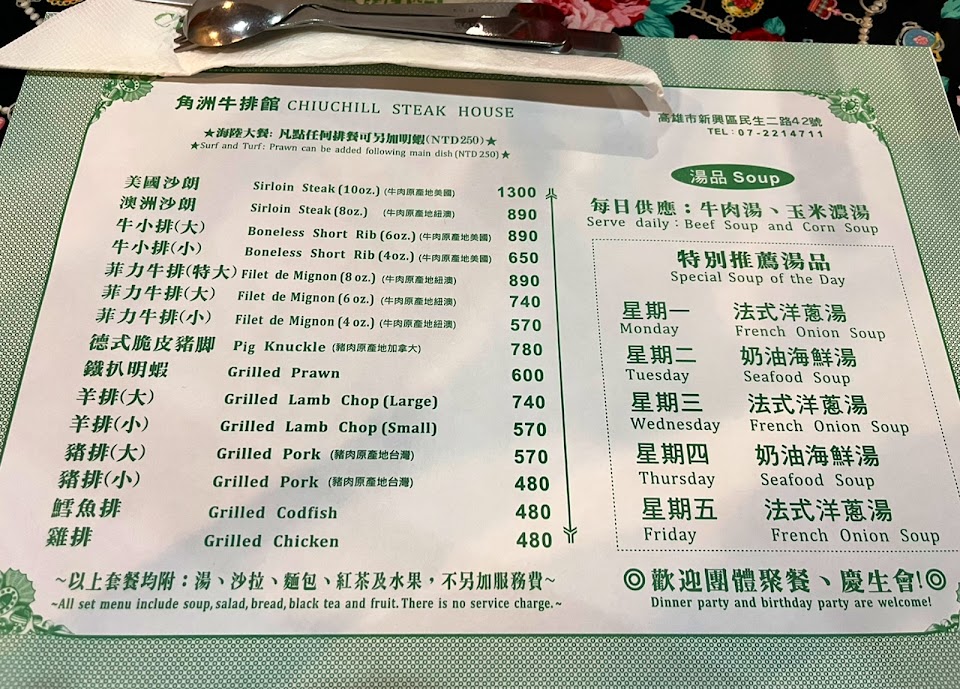 角洲牛排館 CHIUCHILL STEAK HOUSE
★海陸大餐: 凡點任何排餐可另加明蝦(NTD250)★
★Surf and Turf: Prawn can be added following main dish (NTD 250)★
美國沙朗 Sirloin Steak (10oz.) (牛肉原產地美國) 1300
澳洲沙朗 Sirloin Steak (8oz.) (牛肉原產地紐澳) 890
牛小排(大) Boneless Short Rib (6oz.) (牛肉原產地美國) 890
牛小排(小) Boneless Short Rib (4oz.) (牛肉原產地美國) 650
菲力牛排(特大) Filet de Mignon (8 oz.) (牛肉原產地紐澳) 890
菲力牛排(大) Filet de Mignon (6 oz.) (牛肉原產地紐澳) 740
菲力牛排(小) Filet de Mignon (4 oz.) (牛肉原產地紐澳) 570
德式脆皮豬腳 Pig Knuckle (豬肉原產地加拿大) 780
鐵扒明蝦 Grilled Prawn 600
羊排(大) Grilled Lamb Chop (Large) 740
羊排(小) Grilled Lamb Chop (Small) 570
豬排(大) Grilled Pork (豬肉原產地台灣) 570
豬排(小) Grilled Pork (豬肉原產地台灣) 480
鱈魚排 Grilled Codfish 480
雞排 Grilled Chicken 480
~以上套餐均附：湯、沙拉、麵包、紅茶及水果，不另加服務費~
~All set menu include soup, salad, bread, black tea and fruit. There is no service charge.~
高雄市新興區民生二路42號
TEL：07-2214711
湯品 Soup
每日供應：牛肉湯、玉米濃湯
Serve daily：Beef Soup and Corn Soup
特別推薦湯品
Special Soup of the Day
星期一 法式洋蔥湯
Monday French Onion Soup
星期二 奶油海鮮湯
Tuesday Seafood Soup
星期三 法式洋蔥湯
Wednesday French Onion Soup
星期四 奶油海鮮湯
Thursday Seafood Soup
星期五 法式洋蔥湯
Friday French Onion Soup
◎歡迎團體聚餐、慶生會!◎
Dinner party and birthday party are welcome!